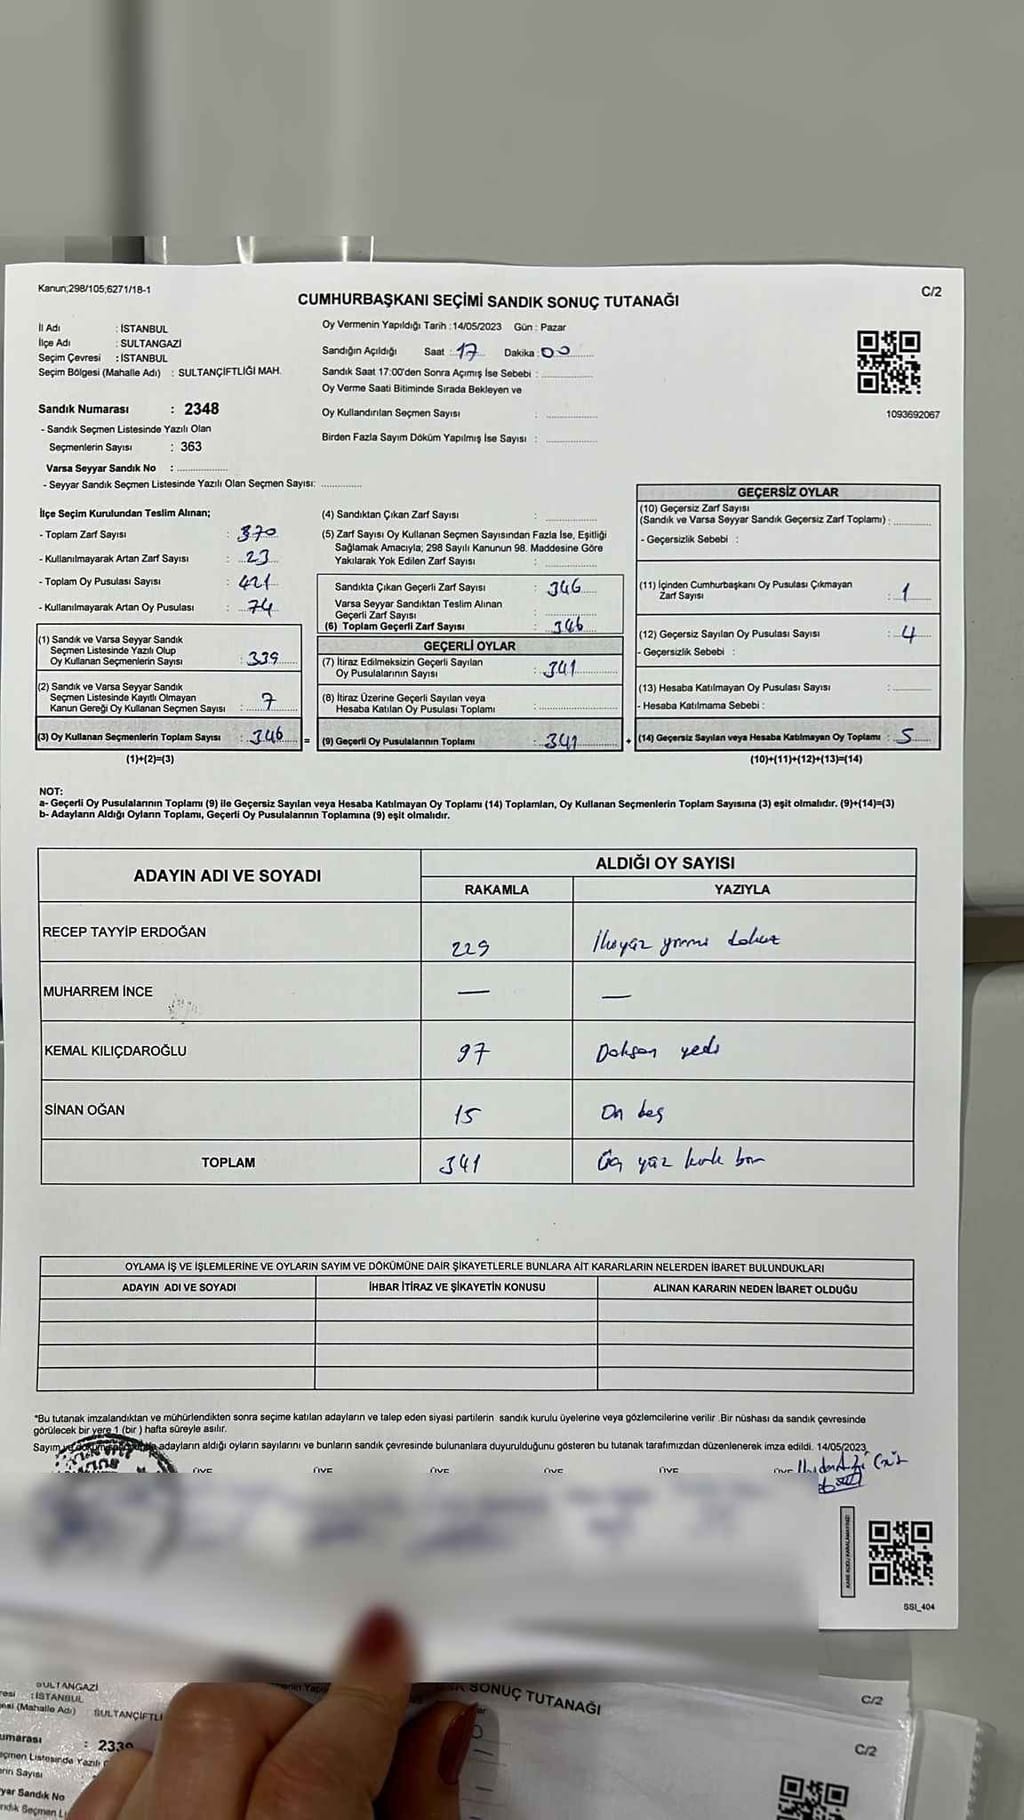 Kanun;298/105;6271/18-1
C/2
CUMHURBAŞKANI SEÇİMİ SANDIK SONUÇ TUTANAĞI
İl Adı : İSTANBUL
İlçe Adı : SULTANGAZİ
Seçim Çevresi : İSTANBUL
Seçim Bölgesi (Mahalle Adı) : SULTANÇİFTLİĞİ MAH.
Sandık Numarası : 2348
- Sandık Seçmen Listesinde Yazılı Olan
Seçmenlerin Sayısı : 363
Varsa Seyyar Sandık No :
- Seyyar Sandık Seçmen Listesinde Yazılı Olan Seçmen Sayısı:
Oy Vermenin Yapıldığı Tarih : 14/05/2023 Gün : Pazar
Sandığın Açıldığı Saat : 17 Dakika : 00
Sandık Saat 17:00'den Sonra Açımış İse Sebebi :
Oy Verme Saati Bitiminde Sırada Bekleyen ve
Oy Kullandırılan Seçmen Sayısı :
Birden Fazla Sayım Döküm Yapılmış İse Sayısı :
1093692067
İlçe Seçim Kurulundan Teslim Alınan;
- Toplam Zarf Sayısı : 370
- Kullanılmayarak Artan Zarf Sayısı : 23
- Toplam Oy Pusulası Sayısı : 421
- Kullanılmayarak Artan Oy Pusulası : 74
(1) Sandık ve Varsa Seyyar Sandık
Seçmen Listesinde Yazılı Olup
Oy Kullanan Seçmenlerin Sayısı : 339
(2) Sandık ve Varsa Seyyar Sandık
Seçmen Listesinde Kayıtlı Olmayan
Kanun Gereği Oy Kullanan Seçmen Sayısı : 7
(3) Oy Kullanan Seçmenlerin Toplam Sayısı : 346 =
(1)+(2)=(3)
(4) Sandıktan Çıkan Zarf Sayısı :
(5) Zarf Sayısı Oy Kullanan Seçmen Sayısından Fazla İse, Eşitliği
Sağlamak Amacıyla; 298 Sayılı Kanunun 98. Maddesine Göre
Yakılarak Yok Edilen Zarf Sayısı :
Sandıkta Çıkan Geçerli Zarf Sayısı : 346
Varsa Seyyar Sandıktan Teslim Alınan
Geçerli Zarf Sayısı :
(6) Toplam Geçerli Zarf Sayısı : 346
GEÇERLİ OYLAR
(7) İtiraz Edilmeksizin Geçerli Sayılan
Oy Pusulalarının Sayısı : 341
(8) İtiraz Üzerine Geçerli Sayılan veya
Hesaba Katılan Oy Pusulası Toplamı :
(9) Geçerli Oy Pusulalarının Toplamı : 341 +
GEÇERSİZ OYLAR
(10) Geçersiz Zarf Sayısı
(Sandık ve Varsa Seyyar Sandık Geçersiz Zarf Toplamı) :
- Geçersizlik Sebebi :
(11) İçinden Cumhurbaşkanı Oy Pusulası Çıkmayan
Zarf Sayısı : 1
(12) Geçersiz Sayılan Oy Pusulası Sayısı : 4
- Geçersizlik Sebebi :
(13) Hesaba Katılmayan Oy Pusulası Sayısı :
- Hesaba Katılmama Sebebi :
(14) Geçersiz Sayılan veya Hesaba Katılmayan Oy Toplamı : 5
(10)+(11)+(12)+(13)=(14)
NOT:
a- Geçerli Oy Pusulalarının Toplamı (9) ile Geçersiz Sayılan veya Hesaba Katılmayan Oy Toplamı (14) Toplamları, Oy Kullanan Seçmenlerin Toplam Sayısına (3) eşit olmalıdır. (9)+(14)=(3)
b- Adayların Aldığı Oyların Toplamı, Geçerli Oy Pusulalarının Toplamına (9) eşit olmalıdır.
ADAYIN ADI VE SOYADI
ALDIĞI OY SAYISI
RAKAMLA YAZIYLA
RECEP TAYYİP ERDOĞAN 229 İkiyüz yirmi dokuz
MUHARREM İNCE — —
KEMAL KILIÇDAROĞLU 97 Doksan yedi
SİNAN OĞAN 15 On beş
TOPLAM 341 Üç yüz kırk bir
OYLAMA İŞ VE İŞLEMLERİNE VE OYLARIN SAYIM VE DÖKÜMÜNE DAİR ŞİKAYETLERLE BUNLARA AİT KARARLARIN NELERDEN İBARET BULUNDUKLARI
ADAYIN ADI VE SOYADI İHBAR İTİRAZ VE ŞİKAYETİN KONUSU ALINAN KARARIN NEDEN İBARET OLDUĞU
*Bu tutanak imzalandıktan ve mühürlendikten sonra seçime katılan adayların ve talep eden siyasi partilerin sandık kurulu üyelerine veya gözlemcilerine verilir .Bir nüshası da sandık çevresinde
görülecek bir yere 1 (bir ) hafta süreyle asılır.
Sayım ve adayların aldığı oyların sayılarını ve bunların sandık çevresinde bulunanlara duyurulduğunu gösteren bu tutanak tarafımızdan düzenlenerek imza edildi. 14/05/2023
ÜYE ÜYE ÜYE ÜYE ÜYE ÜYE
SSI_404
SULTANGAZİ
: İSTANBUL
(Mahalle Adı) SULTANÇİFTLİ
SONUÇ TUTANAĞI
C/2
C/2